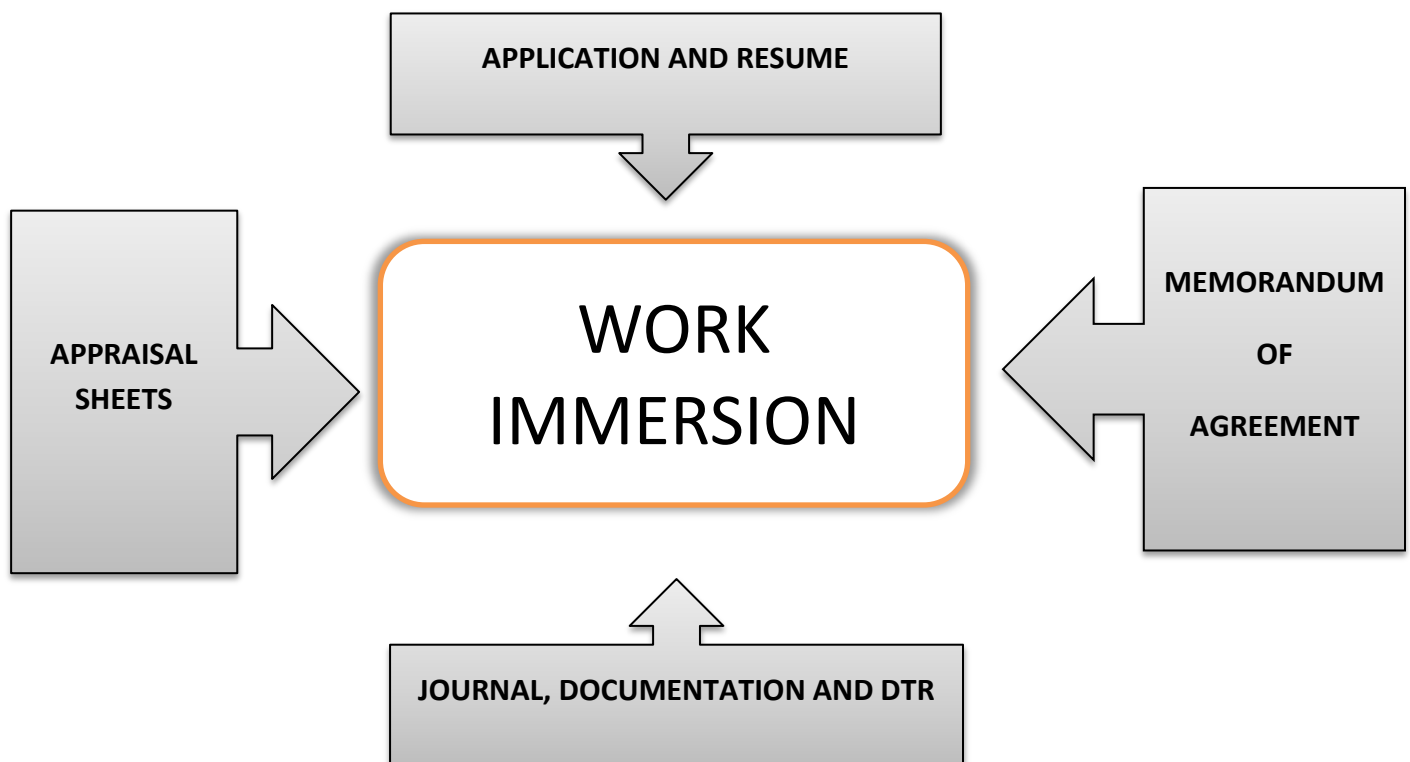 APPLICATION AND RESUME
APPRAISAL
SHEETS
WORK
IMMERSION
MEMORANDUM
OF
AGREEMENT
JOURNAL, DOCUMENTATION AND DTR